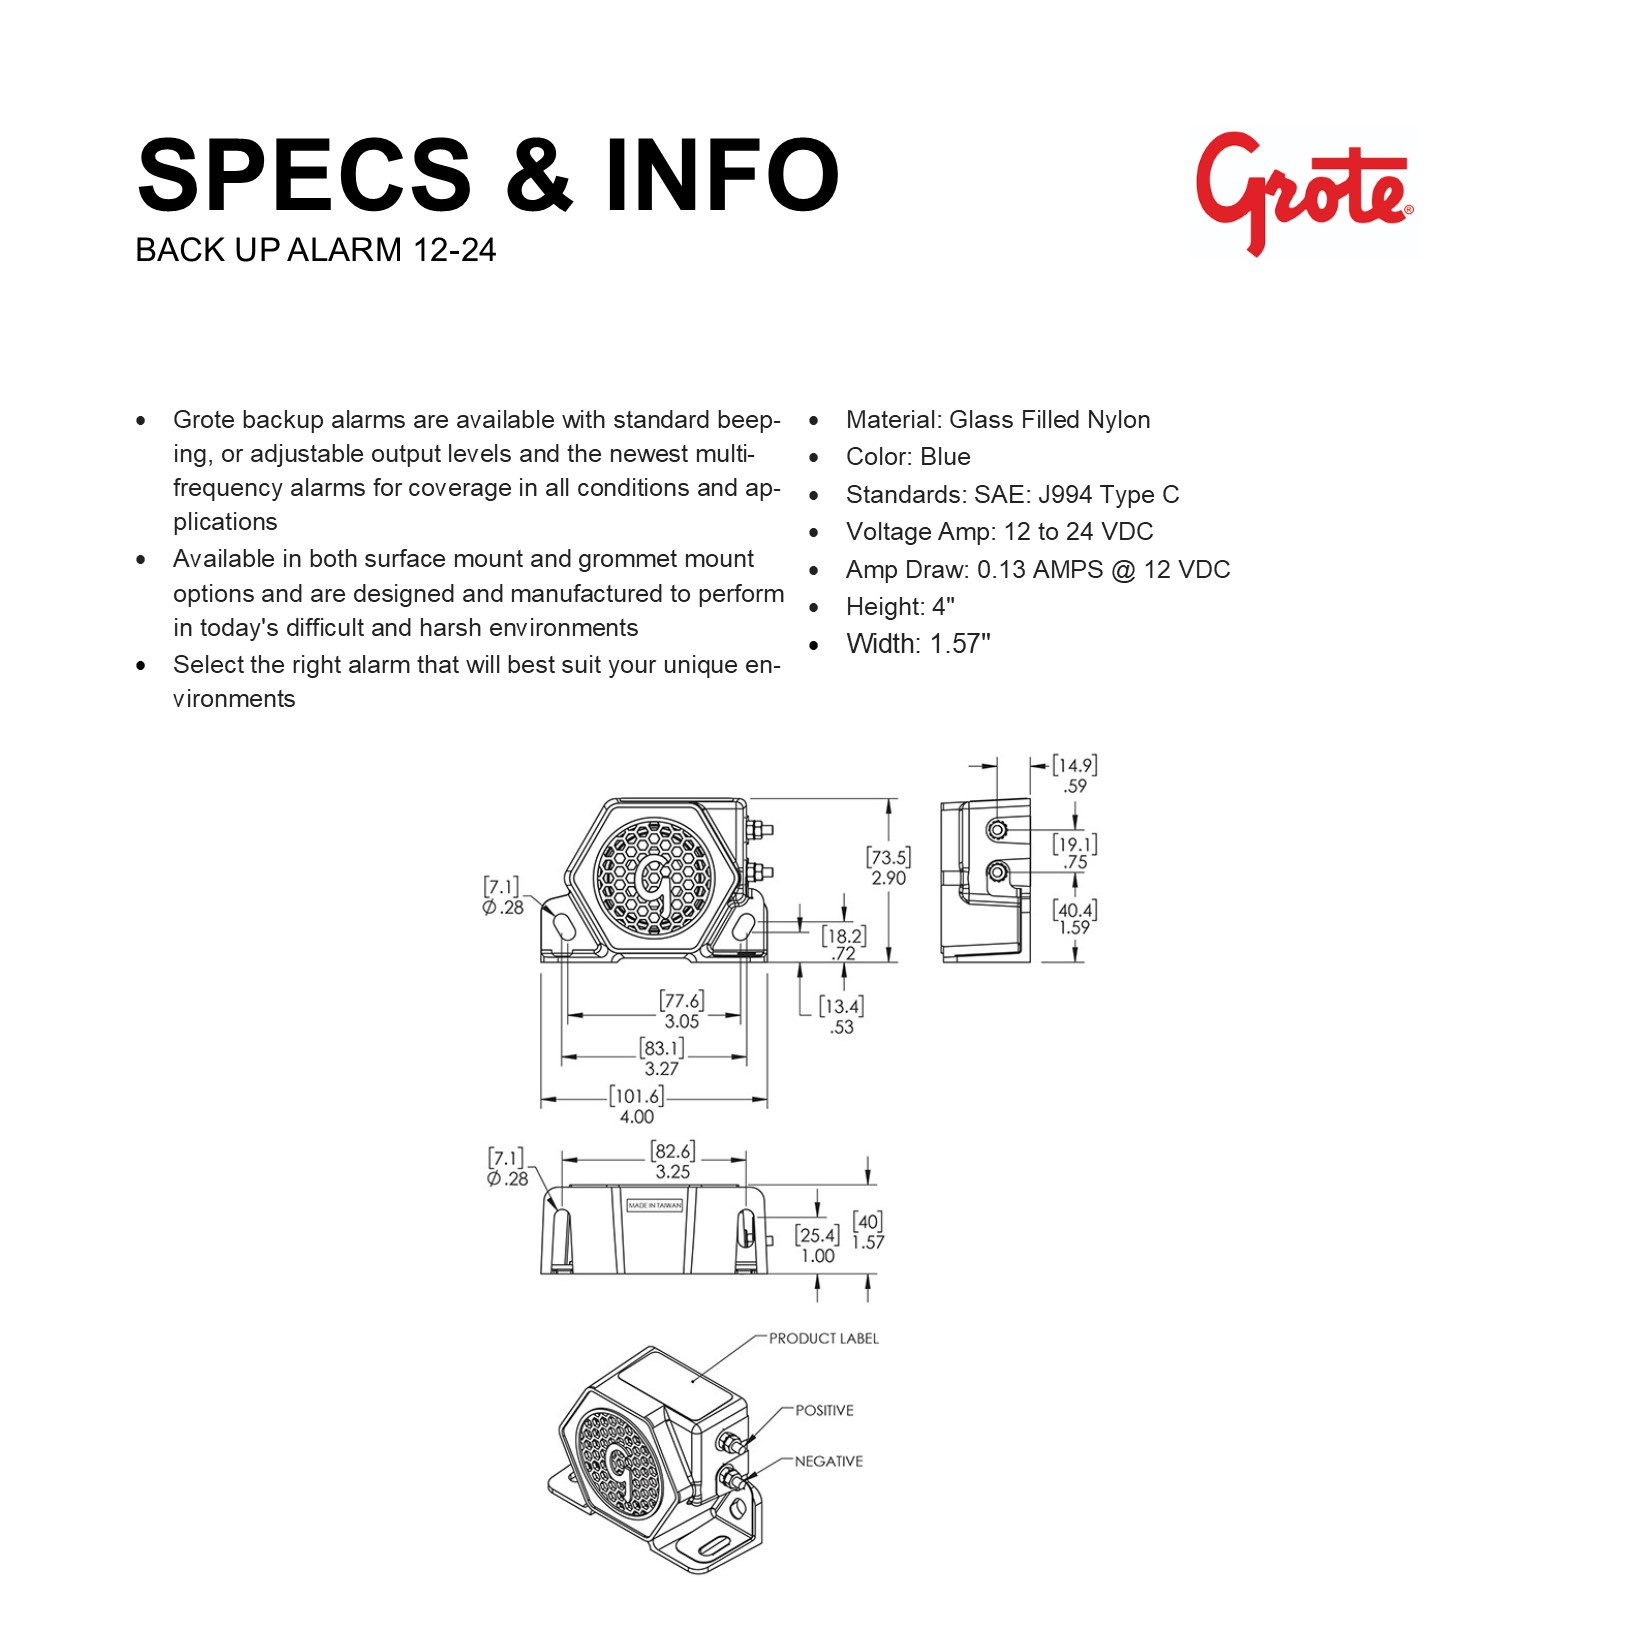 SPECS & INFO
Grote®
BACK UP ALARM 12-24
• Grote backup alarms are available with standard beep-
ing, or adjustable output levels and the newest multi-
frequency alarms for coverage in all conditions and ap-
plications
• Available in both surface mount and grommet mount
options and are designed and manufactured to perform
in today's difficult and harsh environments
• Select the right alarm that will best suit your unique en-
vironments
• Material: Glass Filled Nylon
• Color: Blue
• Standards: SAE: J994 Type C
• Voltage Amp: 12 to 24 VDC
• Amp Draw: 0.13 AMPS @ 12 VDC
• Height: 4"
• Width: 1.57"
[14.9]
.59
[19.1]
.75
[73.5]
2.90
[7.1]
Ø.28
[40.4]
1.59
[18.2]
.72
[77.6]
3.05
[13.4]
.53
[83.1]
3.27
[101.6]
4.00
[82.6]
3.25
[7.1]
Ø.28
MADE IN TAIWAN
[40]
1.57
[25.4]
1.00
PRODUCT LABEL
POSITIVE
NEGATIVE
G
G